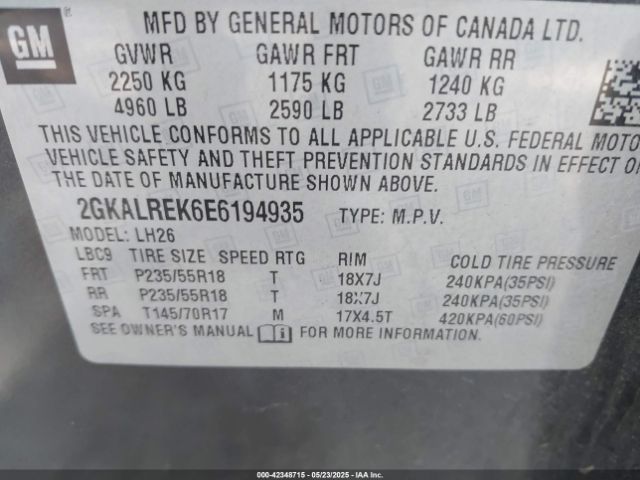 GM
MFD BY GENERAL MOTORS OF CANADA LTD.
GVWR GAWR FRT GAWR RR
2250 KG 1175 KG 1240 KG
4960 LB 2590 LB 2733 LB
THIS VEHICLE CONFORMS TO ALL APPLICABLE U.S. FEDERAL MOTO
VEHICLE SAFETY AND THEFT PREVENTION STANDARDS IN EFFECT O
THE DATE OF MANUFACTURE SHOWN ABOVE.
2GKALREK6E6194935 TYPE: M.P.V.
MODEL: LH26
LBC9 TIRE SIZE SPEED RTG RIM COLD TIRE PRESSURE
FRT P235/55R18 T 18X7J 240KPA(35PSI)
RR P235/55R18 T 18X7J 240KPA(35PSI)
SPA T145/70R17 M 17X4.5T 420KPA(60PSI)
SEE OWNER'S MANUAL FOR MORE INFORMATION.
000-42348715 - 05/23/2025 - IAAI.COM